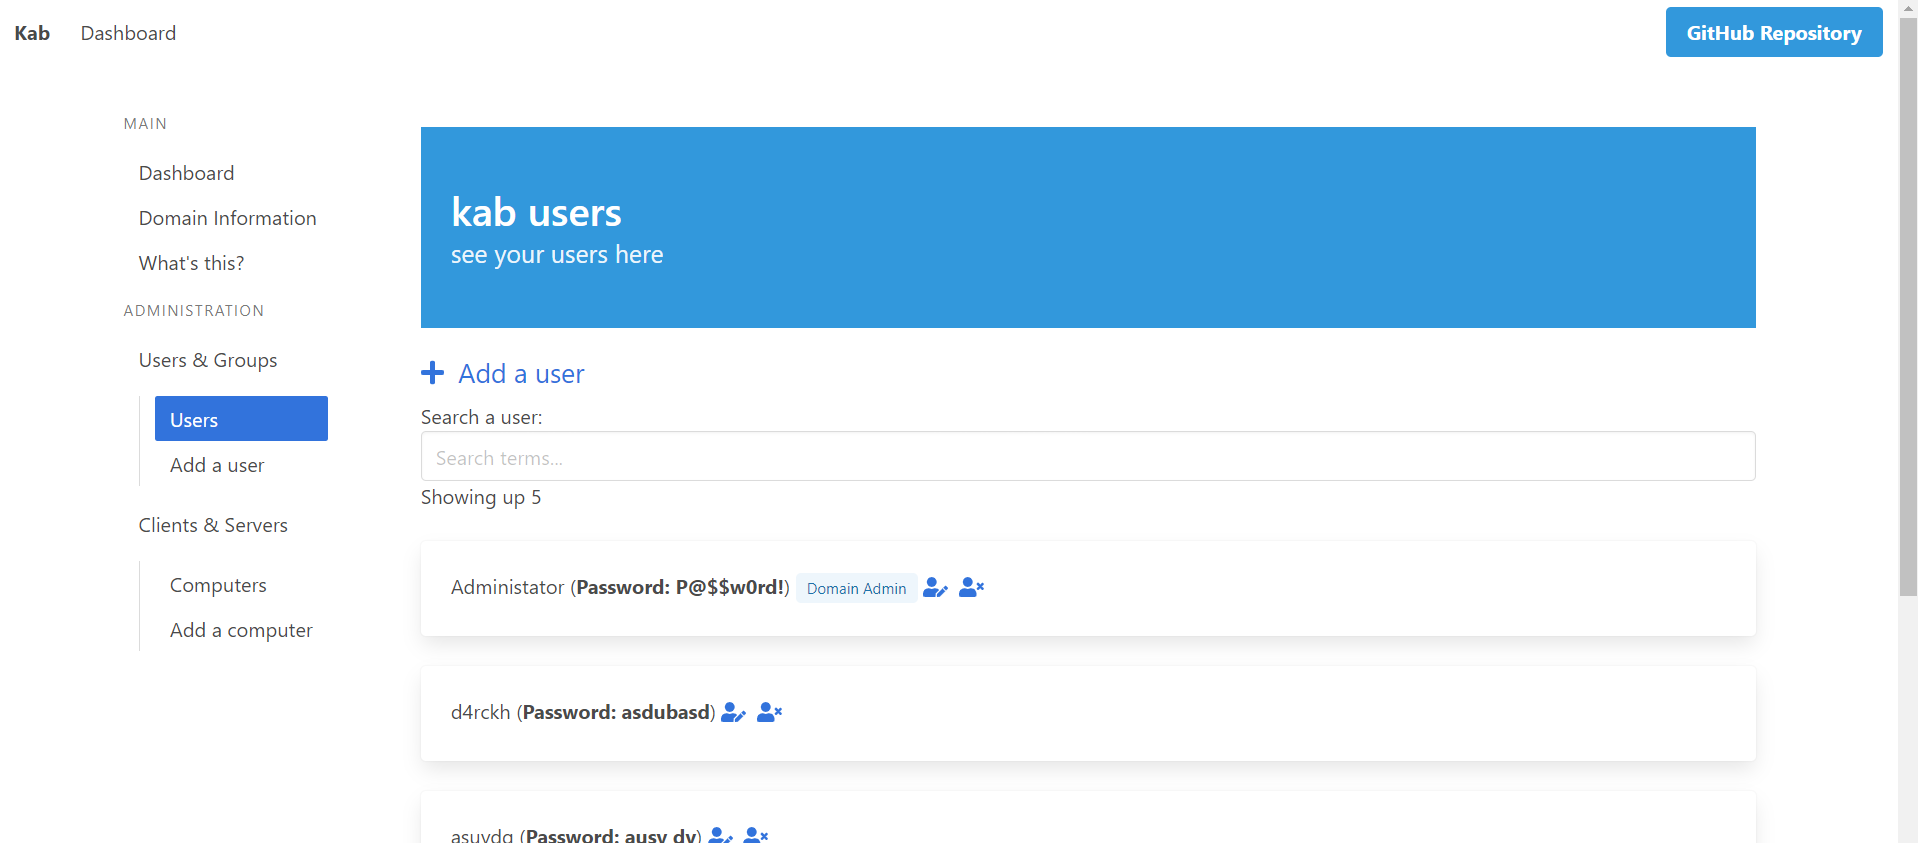 Kab Dashboard GitHub Repository
MAIN
Dashboard
Domain Information
What's this?
ADMINISTRATION
Users & Groups
Users
Add a user
Clients & Servers
Computers
Add a computer
kab users
see your users here
Add a user
Search a user:
Search terms...
Showing up 5
Administator (Password: P@$$w0rd!) Domain Admin
d4rckh (Password: asdubasd)
(Password: ausy